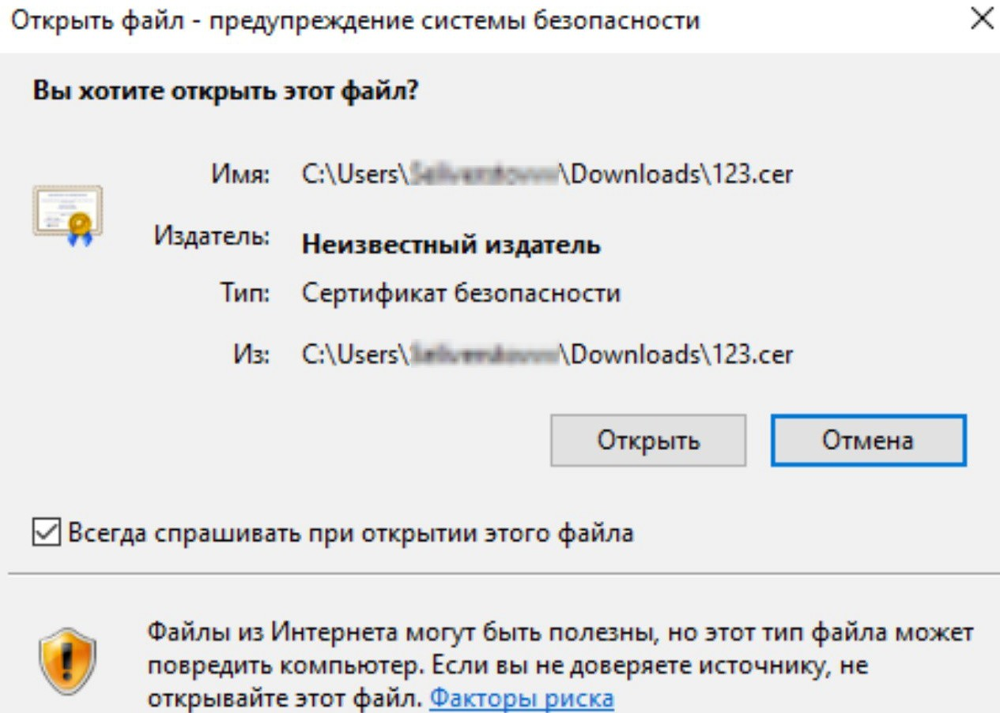 Открыть файл - предупреждение системы безопасности
Вы хотите открыть этот файл?
Имя: C:\Users\ \Downloads\123.cer
Издатель: Неизвестный издатель
Тип: Сертификат безопасности
Из: C:\Users\ \Downloads\123.cer
Открыть Отмена
Всегда спрашивать при открытии этого файла
Файлы из Интернета могут быть полезны, но этот тип файла может
повредить компьютер. Если вы не доверяете источнику, не
открывайте этот файл. Факторы риска